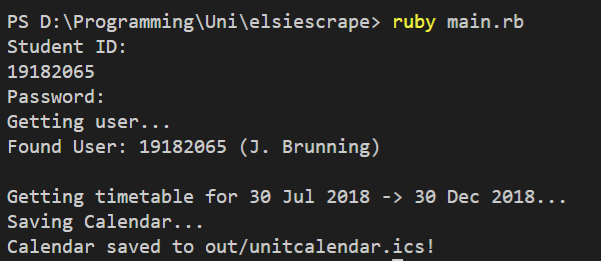 PS D:\Programming\Uni\elsiescrape> ruby main.rb
Student ID:
19182065
Password:
Getting user...
Found User: 19182065 (J. Brunning)
Getting timetable for 30 Jul 2018 -> 30 Dec 2018...
Saving Calendar...
Calendar saved to out/unitcalendar.ics!